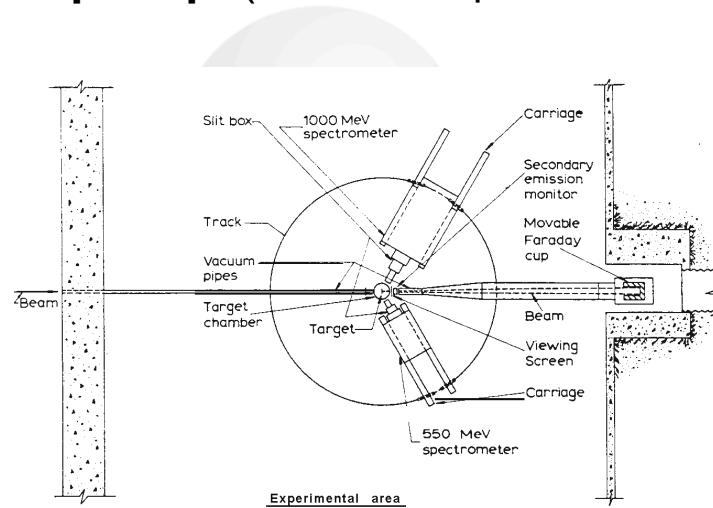 Slit box
1000 MeV
spectrometer
Carriage
Secondary
emission
monitor
Track
Movable
Faraday
cup
Vacuum
pipes
Beam
Target
chamber
Target
Beam
Viewing
Screen
Carriage
550 MeV
spectrometer
Experimental area